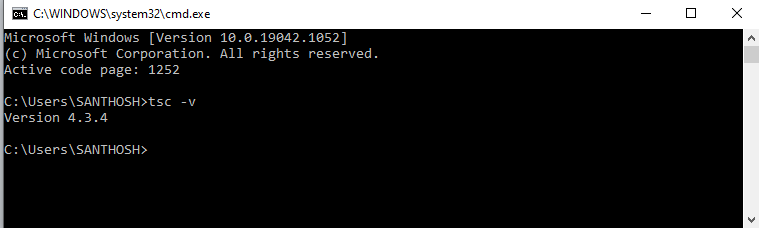 C:\WINDOWS\system32\cmd.exe
Microsoft Windows [Version 10.0.19042.1052]
(c) Microsoft Corporation. All rights reserved.
Active code page: 1252
C:\Users\SANTHOSH>tsc -v
Version 4.3.4
C:\Users\SANTHOSH>